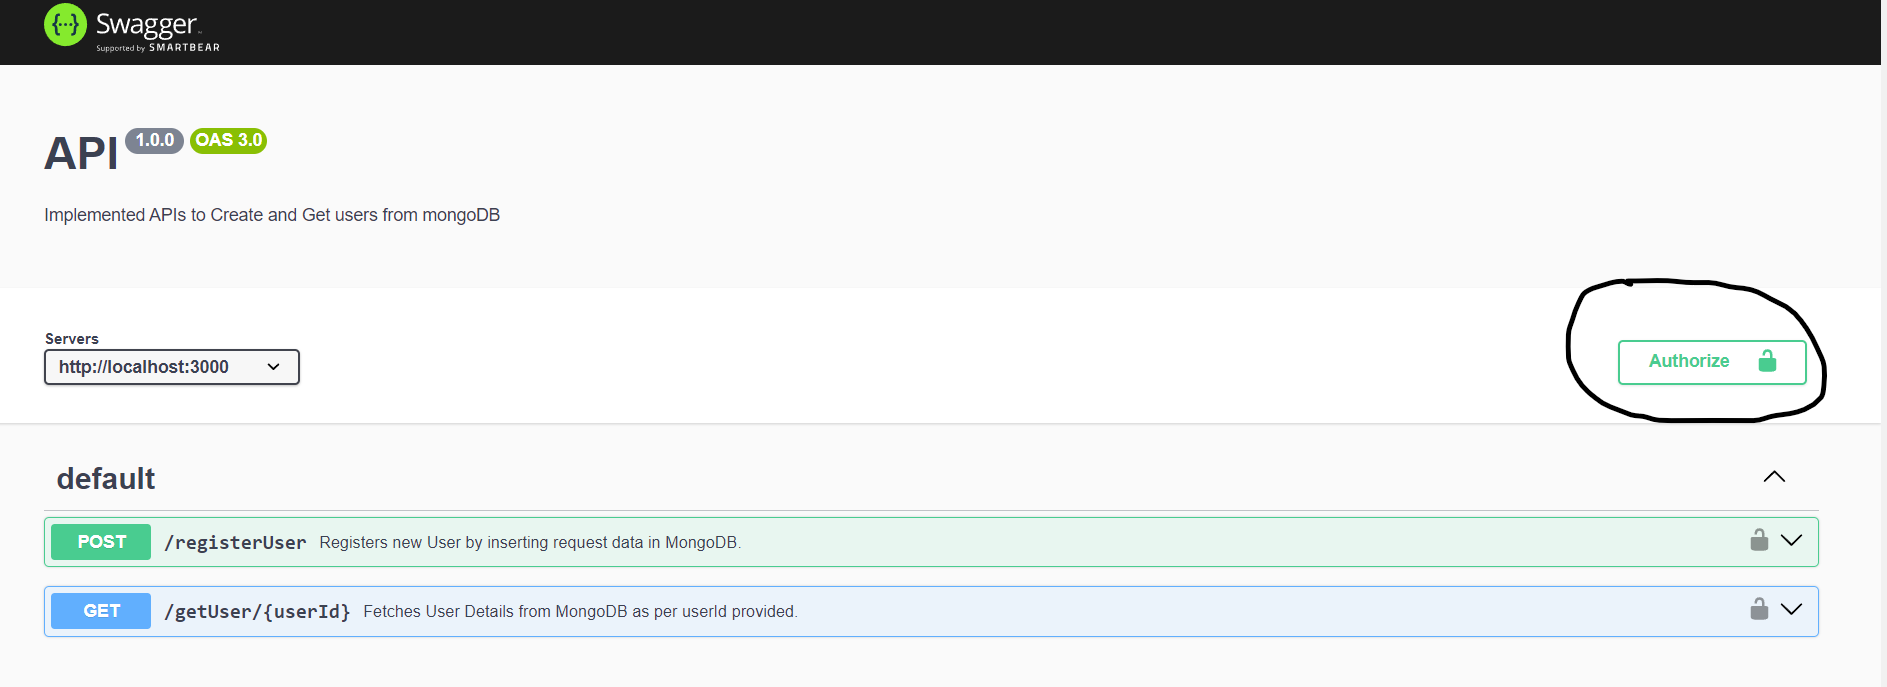 {···} Swagger
Supported by SMARTBEAR
API 1.0.0 OAS 3.0
Implemented APIs to Create and Get users from mongoDB
Servers
http://localhost:3000
Authorize
default
POST /registerUser Registers new User by inserting request data in MongoDB.
GET /getUser/{userId} Fetches User Details from MongoDB as per userId provided.